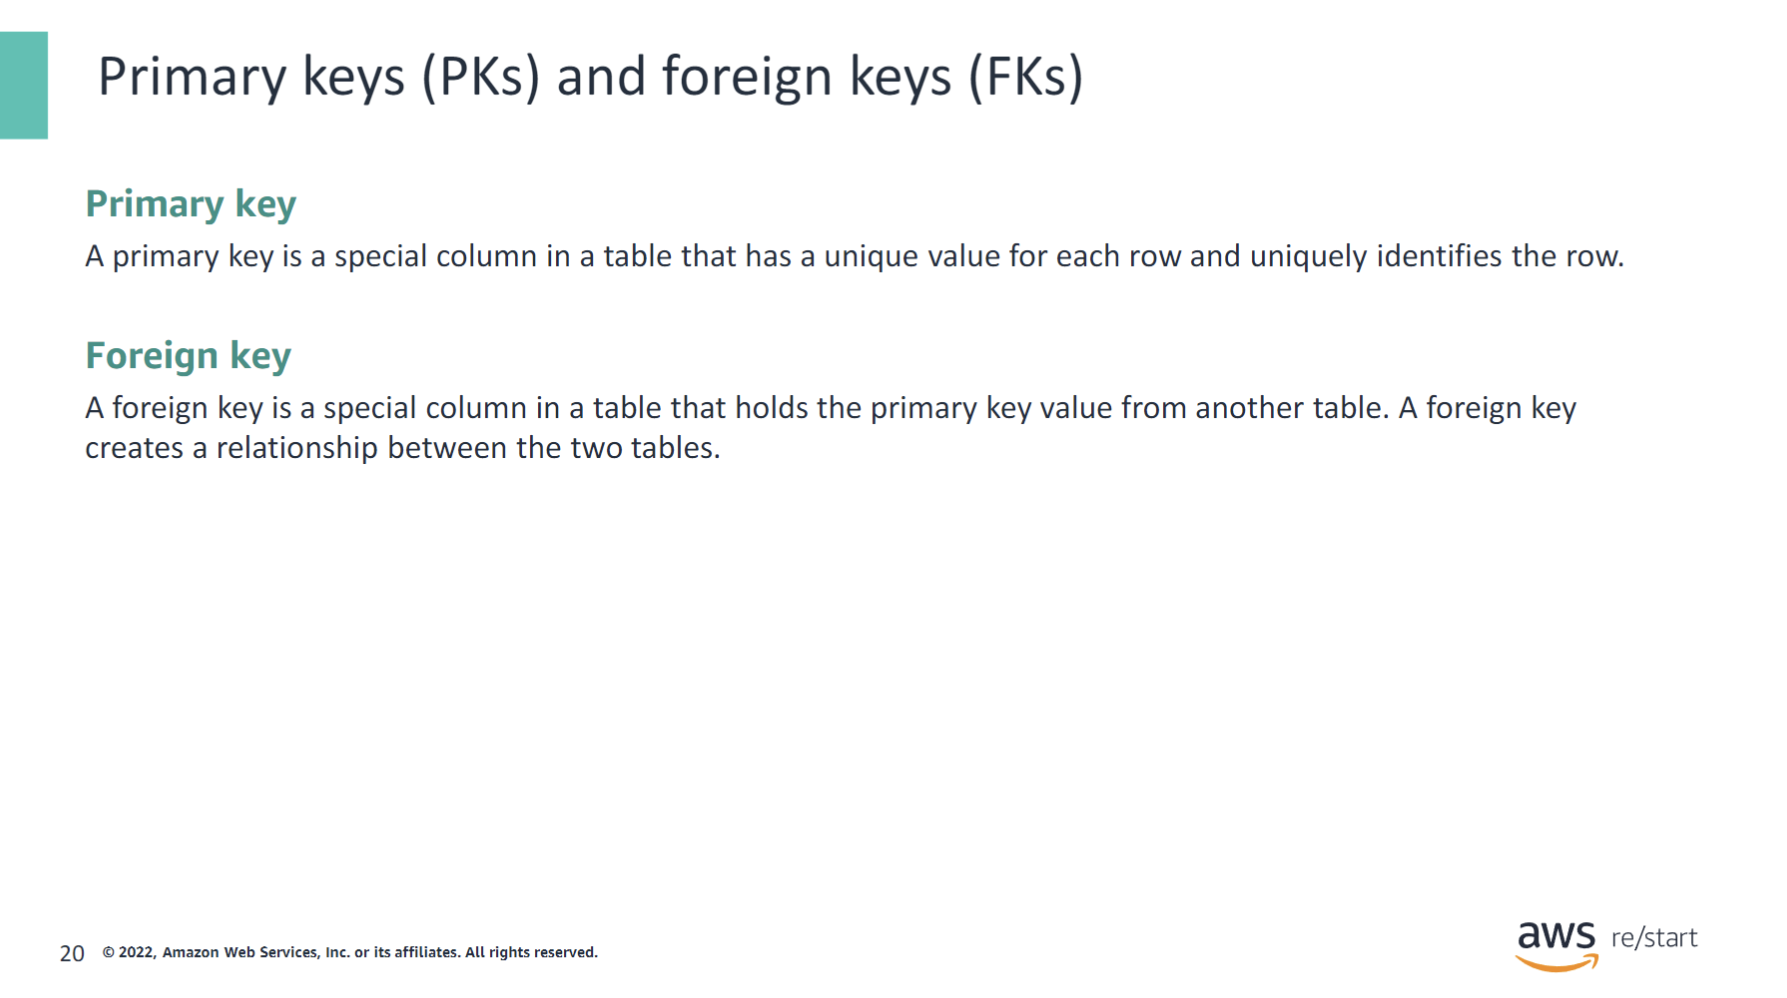 Primary keys (PKs) and foreign keys (FKs)
Primary key
A primary key is a special column in a table that has a unique value for each row and uniquely identifies the row.
Foreign key
A foreign key is a special column in a table that holds the primary key value from another table. A foreign key
creates a relationship between the two tables.
20 © 2022, Amazon Web Services, Inc. or its affiliates. All rights reserved.
aws re/start